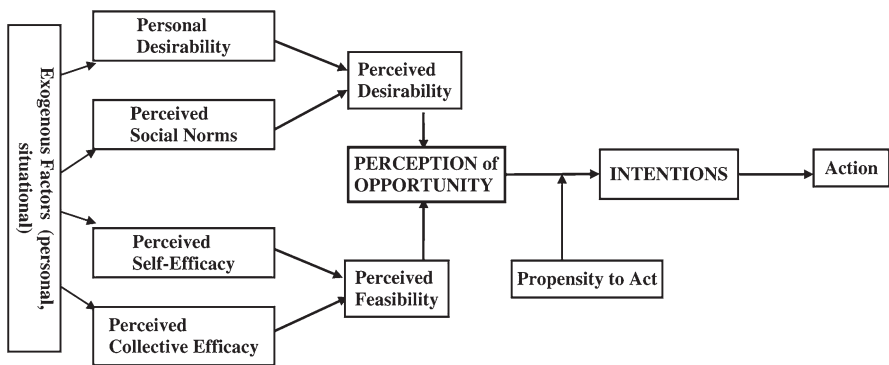 Exogenous Factors (personal,
situational)
Personal
Desirability
Perceived
Social Norms
Perceived
Self-Efficacy
Perceived
Collective Efficacy
Perceived
Desirability
PERCEPTION of
OPPORTUNITY
Perceived
Feasibility
Propensity to Act
INTENTIONS
Action